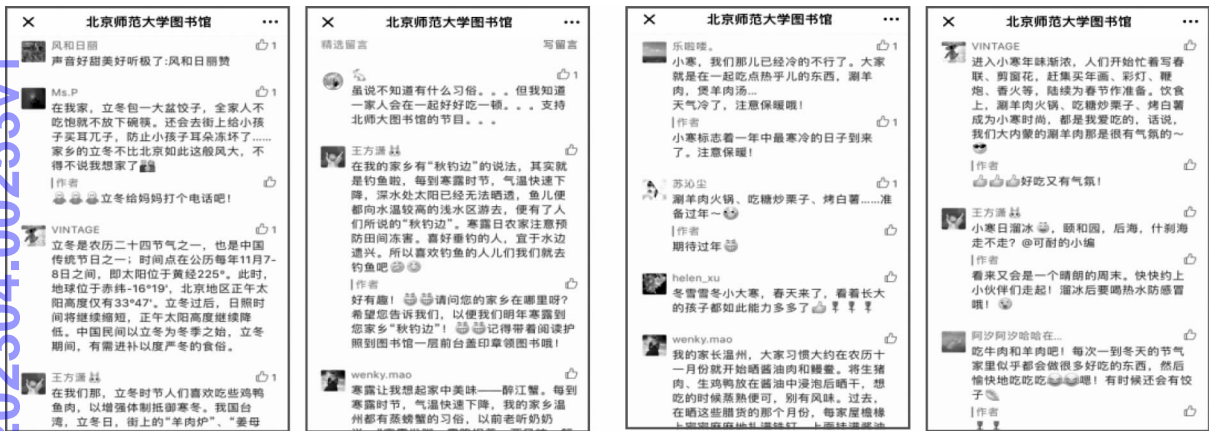 北京师范大学图书馆
风和日丽
1
声音好甜美好听极了:风和日丽赞
Ms.P
1
在我家，立冬包一大盆饺子，全家人不
吃饱就不放下碗筷。还会去街上给小孩
子买耳兀子，防止小孩子耳朵冻坏了……
家乡的立冬不比北京如此这般风大，不
得不说我想家了
作者
立冬给妈妈打个电话吧！
VINTAGE
1
立冬是农历二十四节气之一，也是中国
传统节日之一；时间点在公历每年11月7-
8日之间，即太阳位于黄经225°。此时，
地球位于赤纬-16°19'，北京地区正午太
阳高度仅有33°47'。立冬过后，日照时
间将继续缩短，正午太阳高度继续降
低。中国民间以立冬为冬季之始，立冬
期间，有需进补以度严冬的食俗。
王方潇
1
在我们那，立冬时节人们喜欢吃些鸡鸭
鱼肉，以增强体制抵御寒冬。我国台
湾，立冬日，街上的“羊肉炉”、“姜母
北京师范大学图书馆
精选留言
写留言
1
虽说不知道有什么习俗。。。但我知道
一家人会在一起好好吃一顿。。。支持
北师大图书馆的节目。。。
王方潇
在我的家乡有“秋钓边”的说法，其实就
是钓鱼啦，每到寒露时节，气温快速下
降，深水处太阳已经无法晒透，鱼儿便
都向水温较高的浅水区游去，便有了人
们所说的“秋钓边”。寒露日农家注意预
防田间冻害。喜好垂钓的人，宜于水边
遣兴。所以喜欢钓鱼的人儿们我们就去
钓鱼吧
作者
好有趣！请问您的家乡在哪里呀？
希望您告诉我们，以便我们明年寒露到
您家乡“秋钓边”！记得带着阅读护
照到图书馆一层前台盖印章领图书哦！
wenky.mao
寒露让我想起家中美味——醉江蟹。每到
寒露时节，气温快速下降，我的家乡温
州都有蒸螃蟹的习俗，以前老听奶奶
北京师范大学图书馆
乐啦喽。
1
小寒，我们那儿已经冷的不行了。大家
就是在一起吃点热乎儿的东西，涮羊
肉，煲羊肉汤…
天气冷了，注意保暖哦！
作者
1
小寒标志着一年中最寒冷的日子到来
了。注意保暖！
苏沁尘
1
涮羊肉火锅、吃糖炒栗子、烤白薯……准
备过年～
作者
期待过年
helen_xu
冬雪雪冬小大寒，春天来了，看着长大
的孩子都如此能力多多了
wenky.mao
我的家长温州，大家习惯大约在农历十
一月份就开始晒酱油肉和鳗鲞。将生猪
肉、生鸡鸭放在酱油中浸泡后晒干，想
吃的时候蒸熟便可，别有风味。过去，
在晒这些腊货的那个月份，每家屋檐椽
北京师范大学图书馆
VINTAGE
进入小寒年味渐浓，人们开始忙着写春
联、剪窗花，赶集买年画、彩灯、鞭
炮、香火等，陆续为春节作准备。饮食
上，涮羊肉火锅、吃糖炒栗子、烤白薯
成为小寒时尚，都是我爱吃的，话说，
我们大内蒙的涮羊肉那是很有气氛的～
作者
好吃又有气氛！
王方潇
小寒日溜冰，颐和园，后海，什刹海
走不走？@可耐的小编
作者
看来又会是一个晴朗的周末。快快约上
小伙伴们走起！溜冰后要喝热水防感冒
哦！
阿汐阿汐哈哈在...
吃牛肉和羊肉吧！每次一到冬天的节气
家里似乎都会做很多好吃的东西，然后
愉快地吃吃吃嗯！有时候还会有饺
子
作者